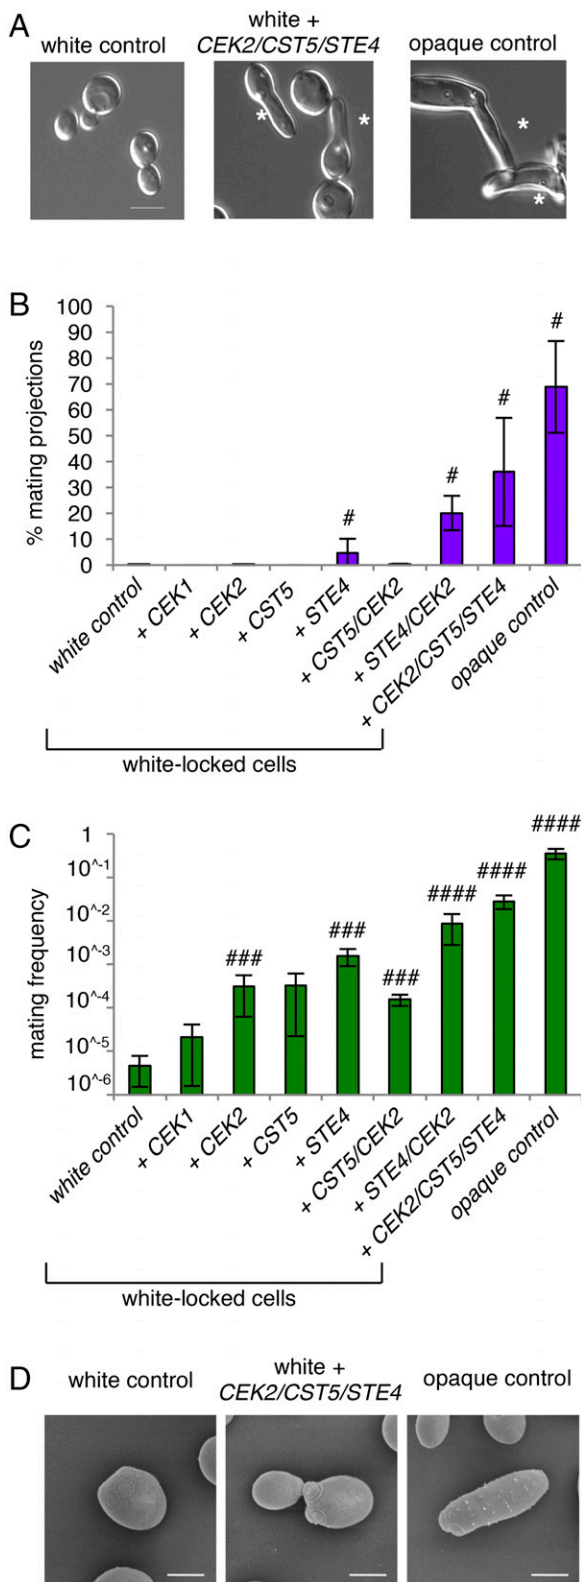 A
white control
white +
CEK2/CST5/STE4
opaque control
*
*
*
*
B
% mating projections
100
90
80
70
60
50
40
30
20
10
0
#
#
#
#
white control
+ CEK1
+ CEK2
+ CST5
+ STE4
+ CST5/CEK2
+ STE4/CEK2
+ CEK2/CST5/STE4
opaque control
white-locked cells
C
mating frequency
1
10^-1
10^-2
10^-3
10^-4
10^-5
10^-6
###
###
###
####
####
####
white control
+ CEK1
+ CEK2
+ CST5
+ STE4
+ CST5/CEK2
+ STE4/CEK2
+ CEK2/CST5/STE4
opaque control
white-locked cells
D
white control
white +
CEK2/CST5/STE4
opaque control